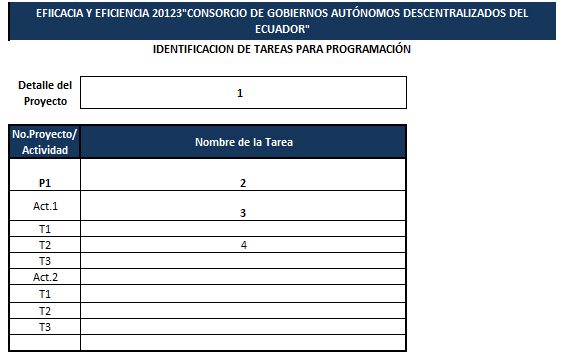 EFIICACIA Y EFICIENCIA 20123"CONSORCIO DE GOBIERNOS AUTÓNOMOS DESCENTRALIZADOS DEL
ECUADOR"
IDENTIFICACION DE TAREAS PARA PROGRAMACIÓN
Detalle del
Proyecto
1
No.Proyecto/
Actividad
Nombre de la Tarea
P1 2
Act.1 3
T1
T2 4
T3
Act.2
T1
T2
T3